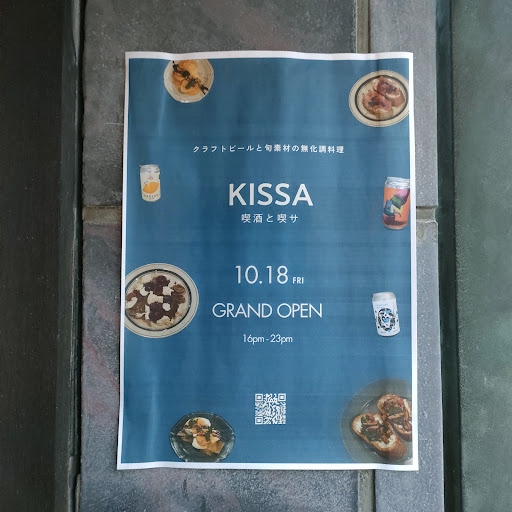 クラフトビールと旬素材の無化調料理
KISSA
喫酒と喫サ
10.18 FRI
GRAND OPEN
16pm - 23pm